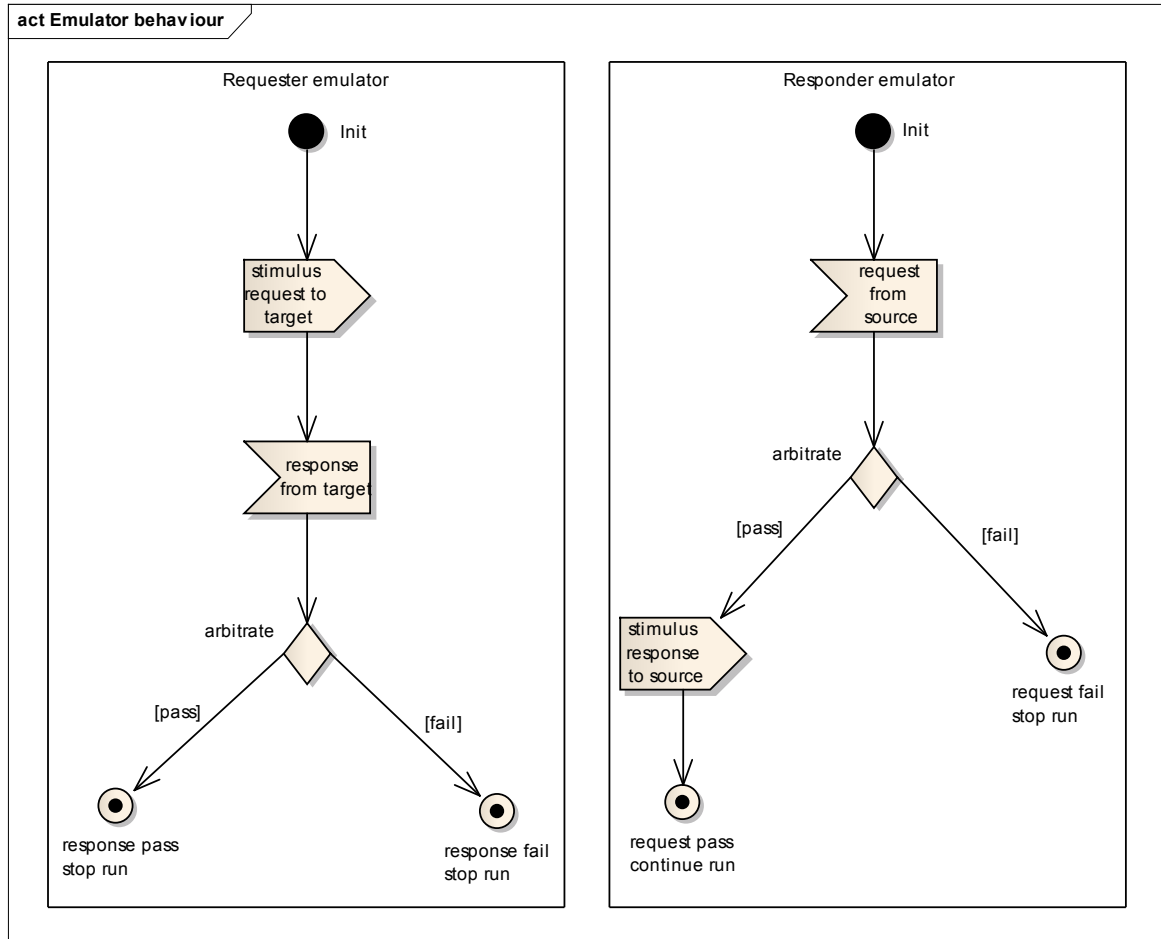 act Emulator behaviour
Requester emulator
Init
stimulus
request to
target
response
from target
arbitrate
[pass]
[fail]
response pass
stop run
response fail
stop run
Responder emulator
Init
request
from
source
arbitrate
[pass]
[fail]
stimulus
response
to source
request fail
stop run
request pass
continue run